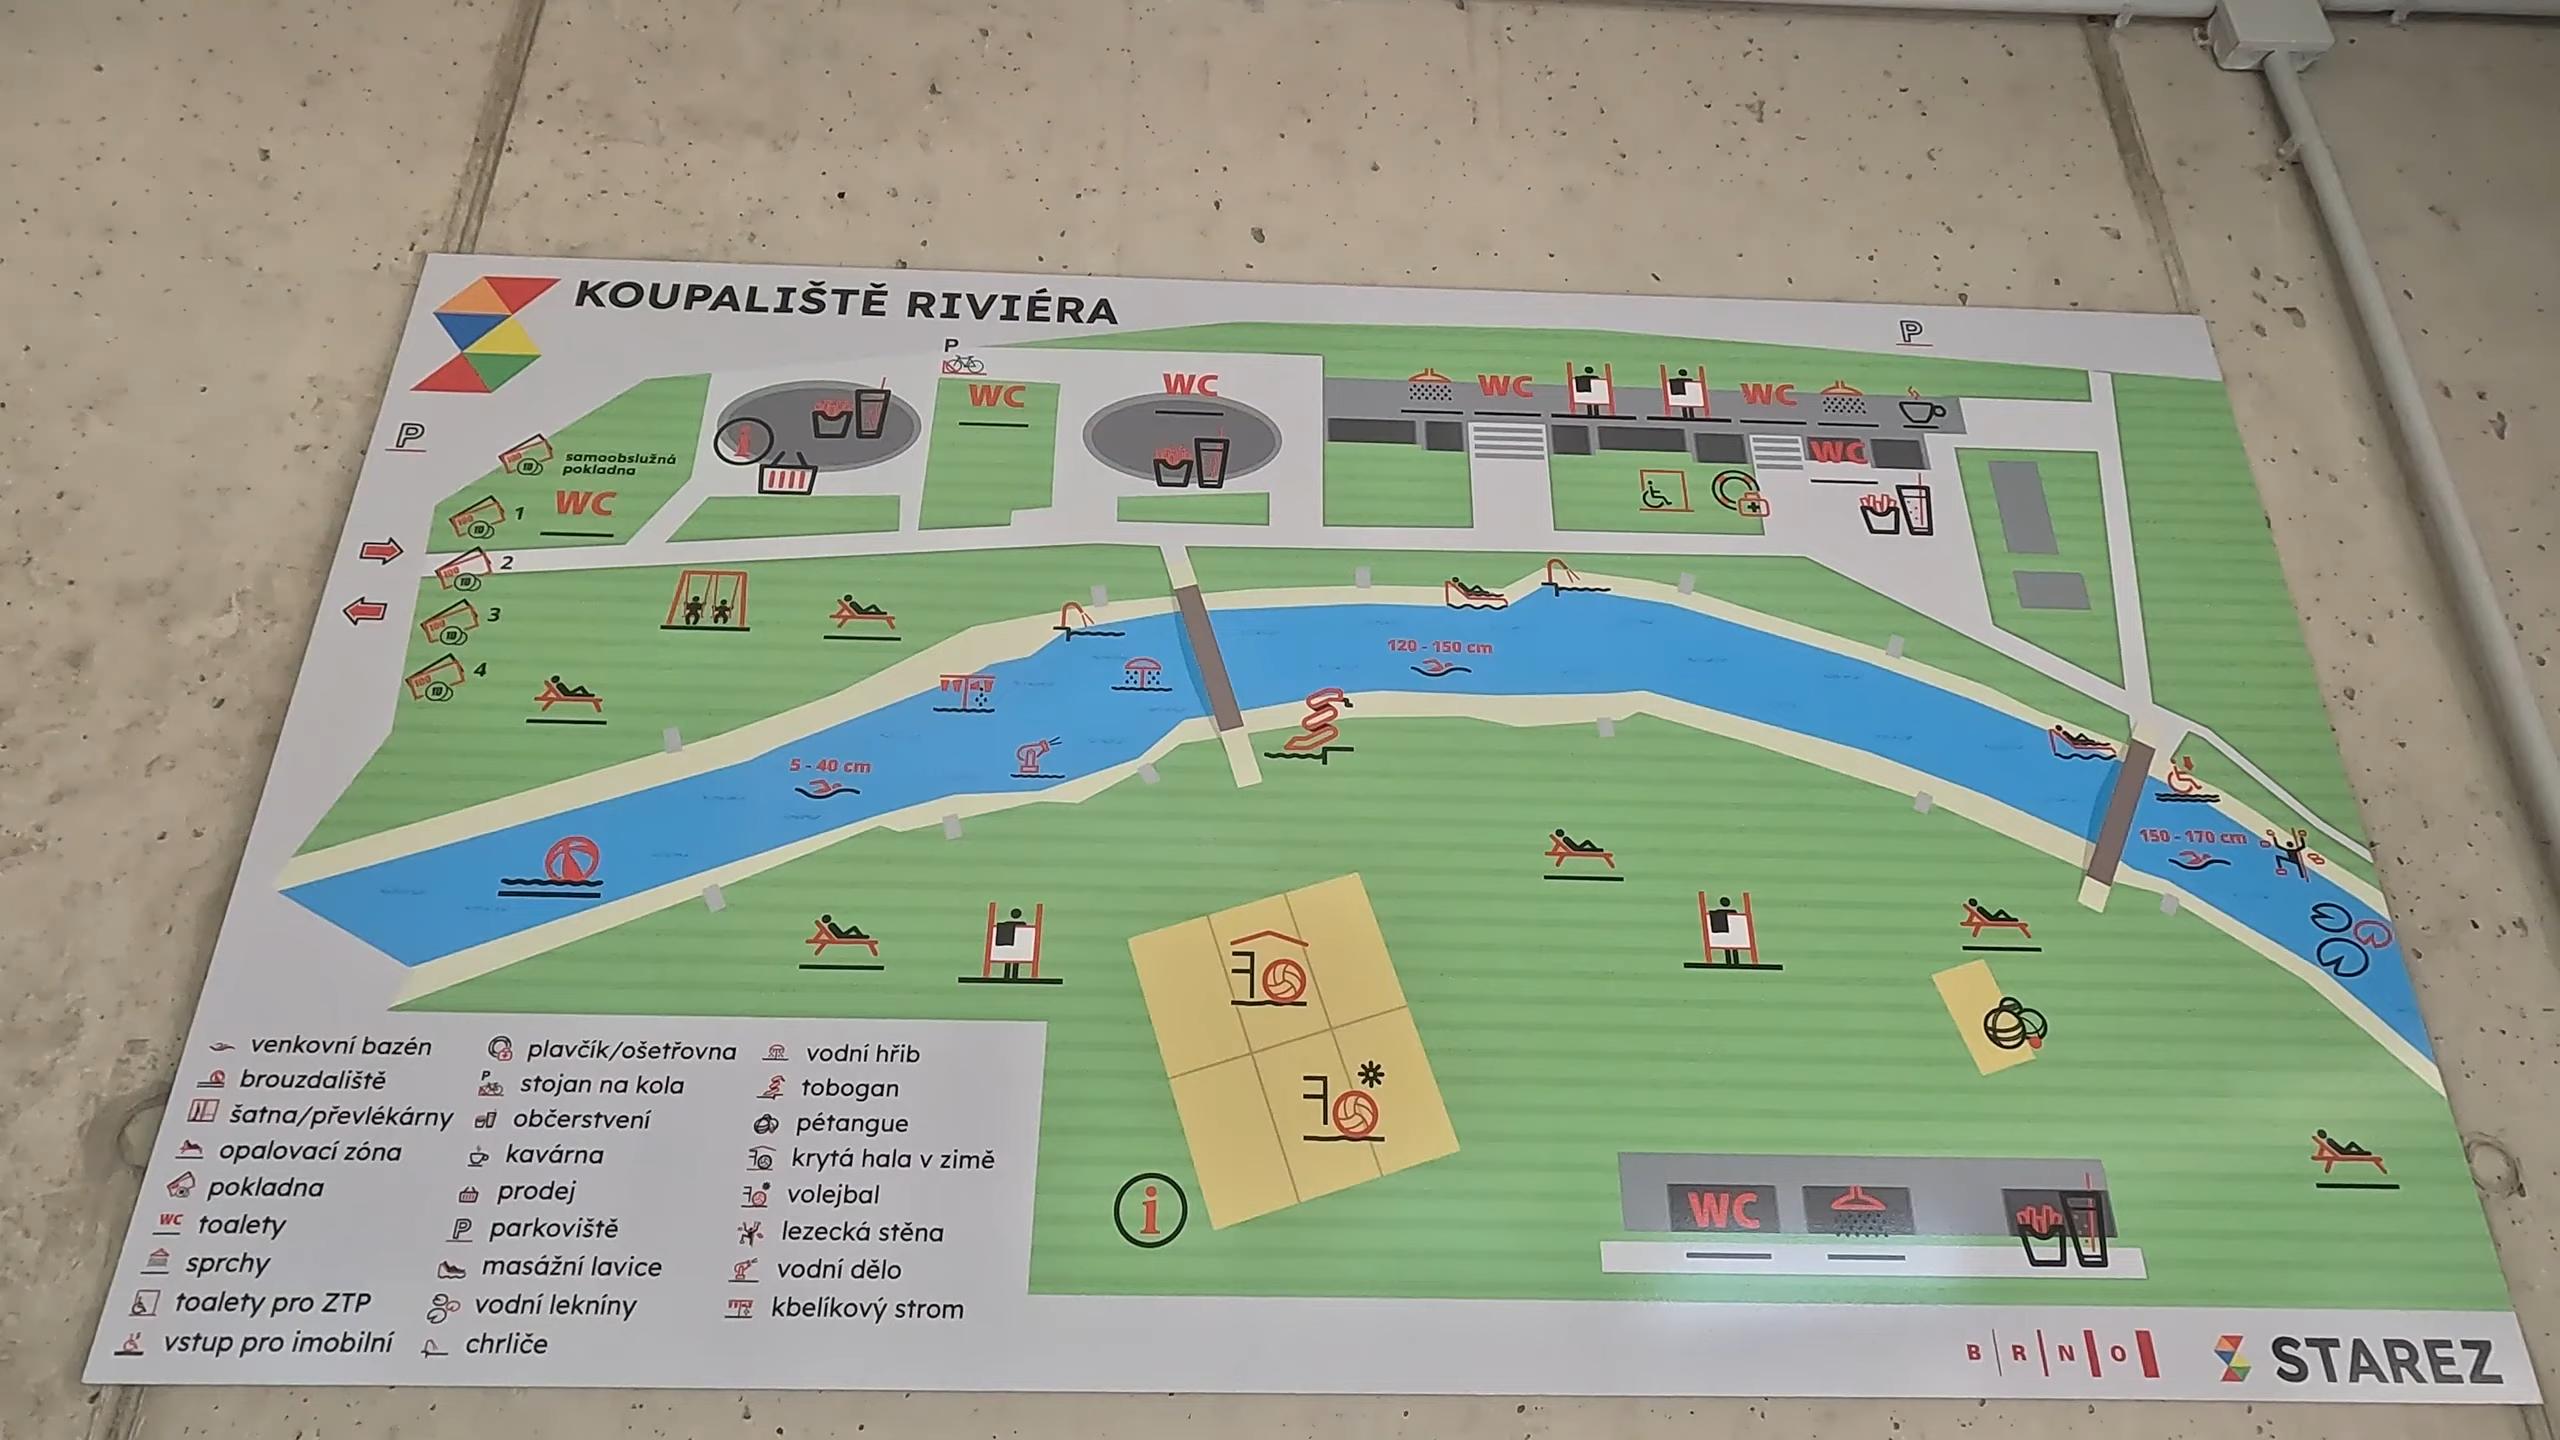 KOUPALIŠTĚ RIVIÉRA
P
P
P
WC
WC
WC
WC
WC
samoobslužná
pokladna
WC
1
2
3
4
120 - 150 cm
5 - 40 cm
150 - 170 cm
i
i
WC
venkovní bazén
brouzdaliště
šatna/převlékárny
opalovací zóna
pokladna
WC toalety
sprchy
toalety pro ZTP
vstup pro imobilní
plavčík/ošetřovna
P stojan na kola
občerstvení
kavárna
prodej
P parkoviště
masážní lavice
vodní lekníny
chrliče
vodní hřib
tobogan
pétangue
krytá hala v zimě
volejbal
lezecká stěna
vodní dělo
kbelíkový strom
BRNO
STAREZ